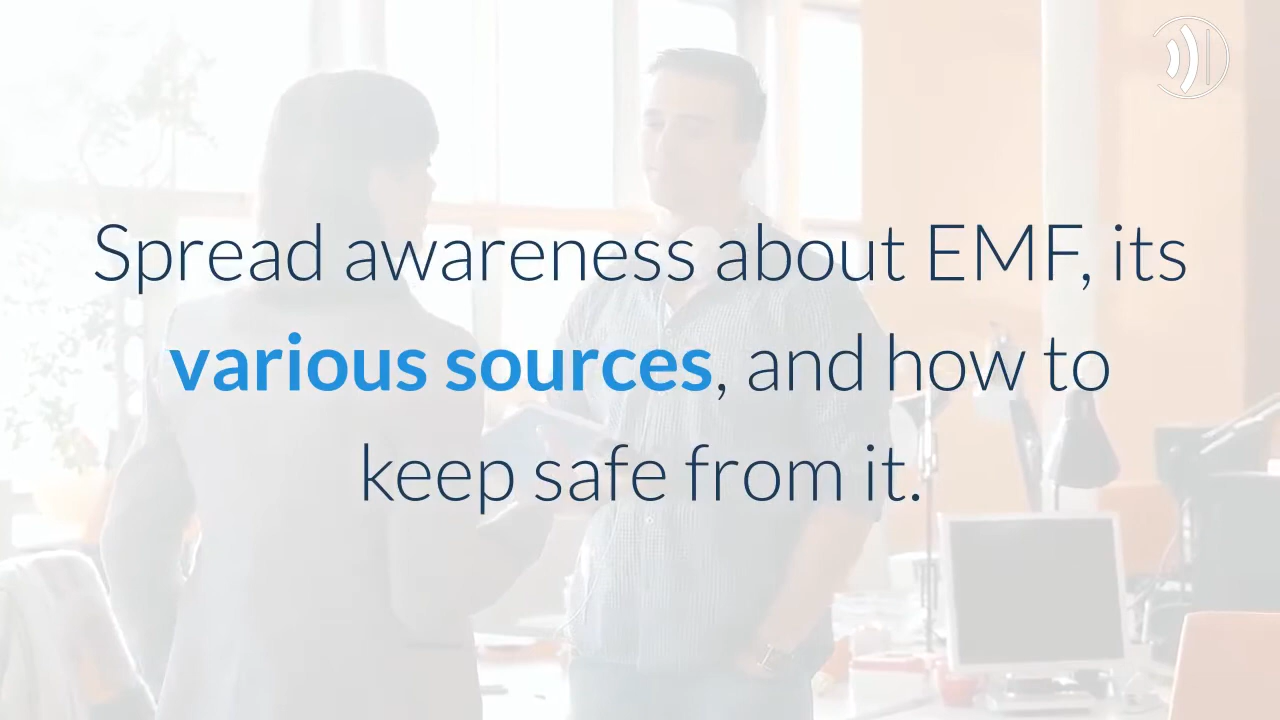 Spread awareness about EMF, its
various sources, and how to
keep safe from it.